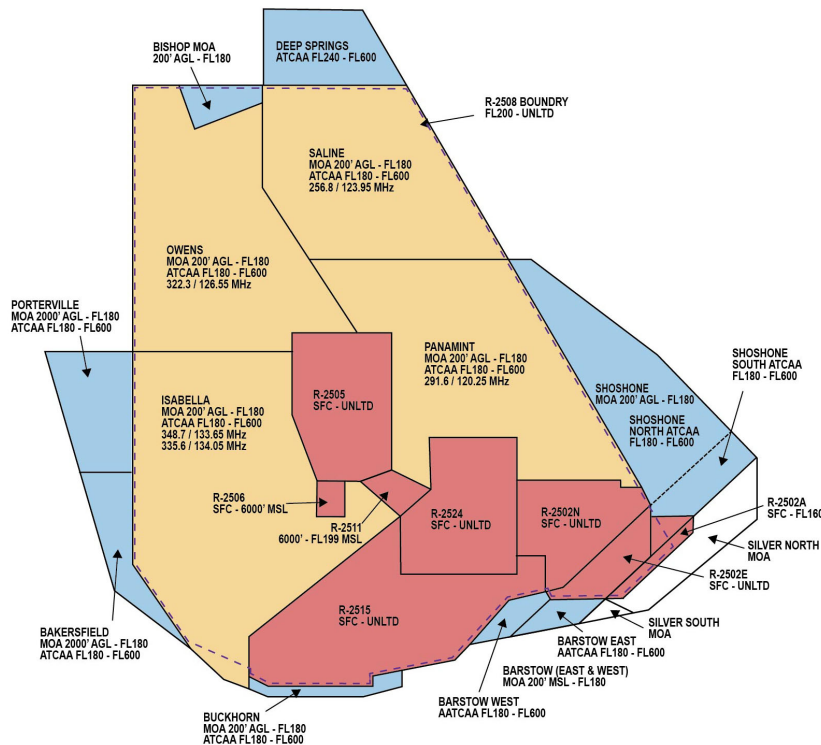 BISHOP MOA
200' AGL - FL180
DEEP SPRINGS
ATCAA FL240 - FL600
R-2508 BOUNDRY
FL200 - UNLTD
SALINE
MOA 200' AGL - FL180
ATCAA FL180 - FL600
256.8 / 123.95 MHz
OWENS
MOA 200' AGL - FL180
ATCAA FL180 - FL600
322.3 / 126.55 MHz
PORTERVILLE
MOA 2000' AGL - FL180
ATCAA FL180 - FL600
PANAMINT
MOA 200' AGL - FL180
ATCAA FL180 - FL600
291.6 / 120.25 MHz
SHOSHONE
SOUTH ATCAA
FL180 - FL600
SHOSHONE
MOA 200' AGL - FL180
SHOSHONE
NORTH ATCAA
FL180 - FL600
ISABELLA
MOA 200' AGL - FL180
ATCAA FL180 - FL600
348.7 / 133.65 MHz
335.6 / 134.05 MHz
R-2505
SFC - UNLTD
R-2506
SFC - 6000' MSL
R-2511
6000' - FL199 MSL
R-2524
SFC - UNLTD
R-2502N
SFC - UNLTD
R-2502A
SFC - FL160
SILVER NORTH
MOA
R-2502E
SFC - UNLTD
SILVER SOUTH
MOA
R-2515
SFC - UNLTD
BAKERSFIELD
MOA 2000' AGL - FL180
ATCAA FL180 - FL600
BARSTOW EAST
AATCAA FL180 - FL600
BARSTOW (EAST & WEST)
MOA 200' MSL - FL180
BARSTOW WEST
AATCAA FL180 - FL600
BUCKHORN
MOA 200' AGL - FL180
ATCAA FL180 - FL600